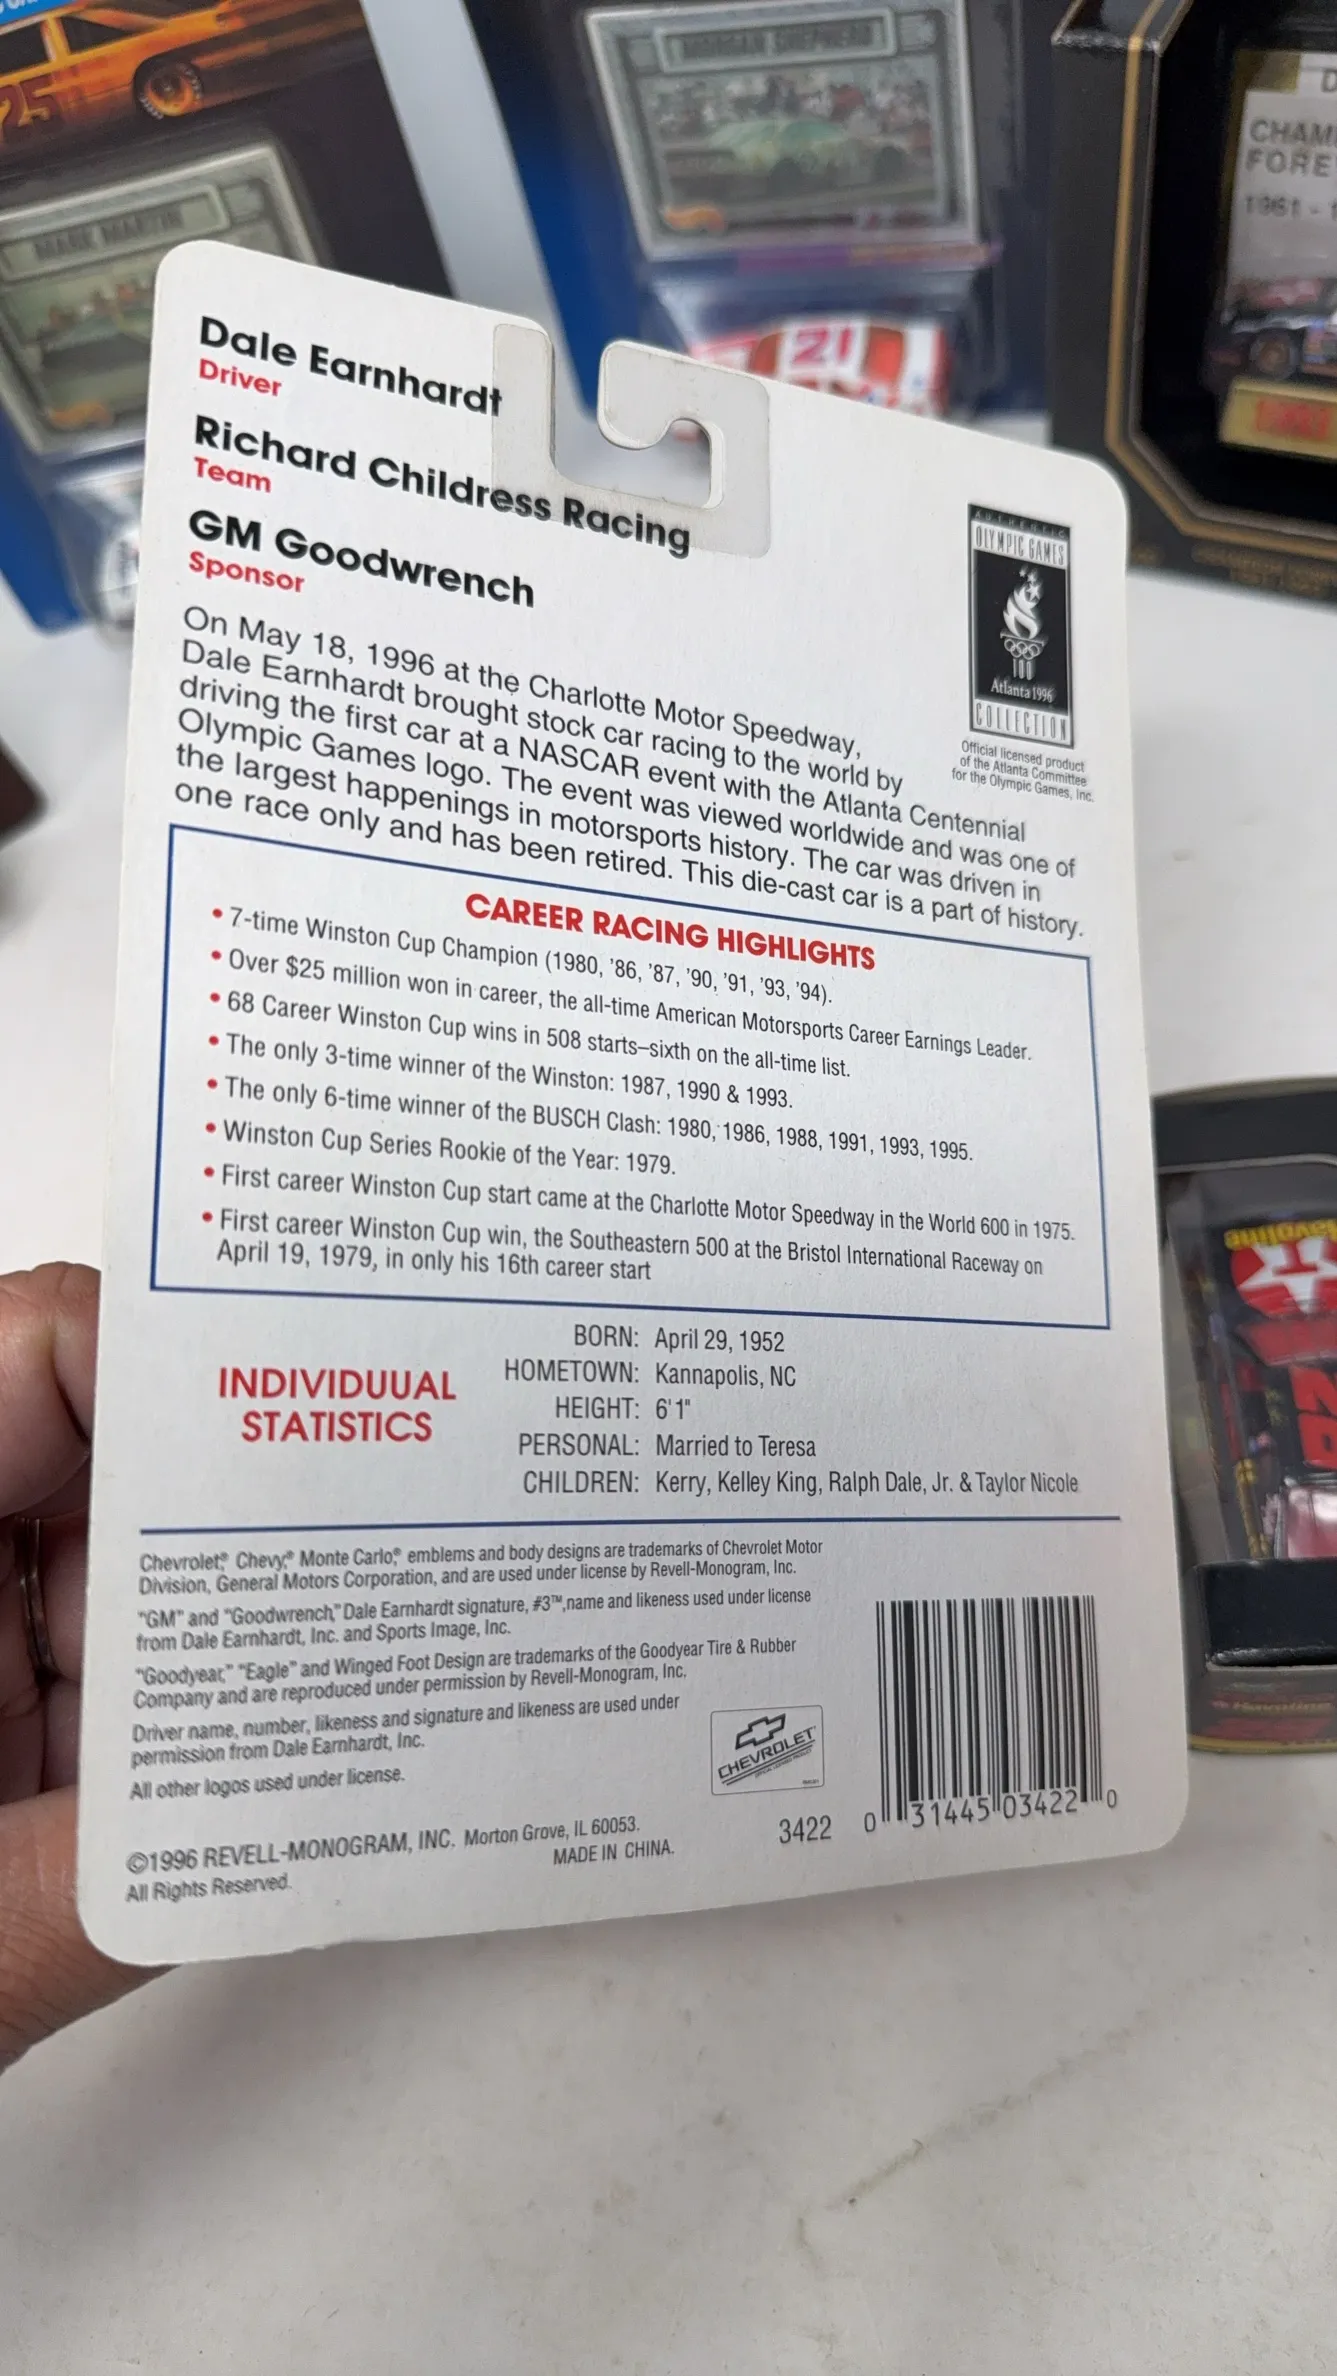 25
MARK MARTIN
MORGAN SHEPHERD
21
CHAM
FORE
1961 - 1
Dale Earnhardt
Driver
Richard Childress Racing
Team
GM Goodwrench
Sponsor
AUTHENTIC
OLYMPIC GAMES
100
Atlanta 1996
COLLECTION
Official licensed product
of the Atlanta Committee
for the Olympic Games, Inc.
On May 18, 1996 at the Charlotte Motor Speedway,
Dale Earnhardt brought stock car racing to the world by
driving the first car at a NASCAR event with the Atlanta Centennial
Olympic Games logo. The event was viewed worldwide and was one of
the largest happenings in motorsports history. The car was driven in
one race only and has been retired. This die-cast car is a part of history.
CAREER RACING HIGHLIGHTS
• 7-time Winston Cup Champion (1980, '86, '87, '90, '91, '93, '94).
• Over $25 million won in career, the all-time American Motorsports Career Earnings Leader.
• 68 Career Winston Cup wins in 508 starts–sixth on the all-time list.
• The only 3-time winner of the Winston: 1987, 1990 & 1993.
• The only 6-time winner of the BUSCH Clash: 1980, 1986, 1988, 1991, 1993, 1995.
• Winston Cup Series Rookie of the Year: 1979.
• First career Winston Cup start came at the Charlotte Motor Speedway in the World 600 in 1975.
• First career Winston Cup win, the Southeastern 500 at the Bristol International Raceway on
April 19, 1979, in only his 16th career start
INDIVIDUUAL
STATISTICS
BORN: April 29, 1952
HOMETOWN: Kannapolis, NC
HEIGHT: 6'1"
PERSONAL: Married to Teresa
CHILDREN: Kerry, Kelley King, Ralph Dale, Jr. & Taylor Nicole
Chevrolet,® Chevy,® Monte Carlo,® emblems and body designs are trademarks of Chevrolet Motor
Division, General Motors Corporation, and are used under license by Revell-Monogram, Inc.
"GM" and "Goodwrench," Dale Earnhardt signature, #3™,name and likeness used under license
from Dale Earnhardt, Inc. and Sports Image, Inc.
"Goodyear," "Eagle" and Winged Foot Design are trademarks of the Goodyear Tire & Rubber
Company and are reproduced under permission by Revell-Monogram, Inc.
Driver name, number, likeness and signature and likeness are used under
permission from Dale Earnhardt, Inc.
All other logos used under license.
©1996 REVELL-MONOGRAM, INC. Morton Grove, IL 60053.
MADE IN CHINA.
All Rights Reserved.
CHEVROLET
3422
0 31445 03422 0